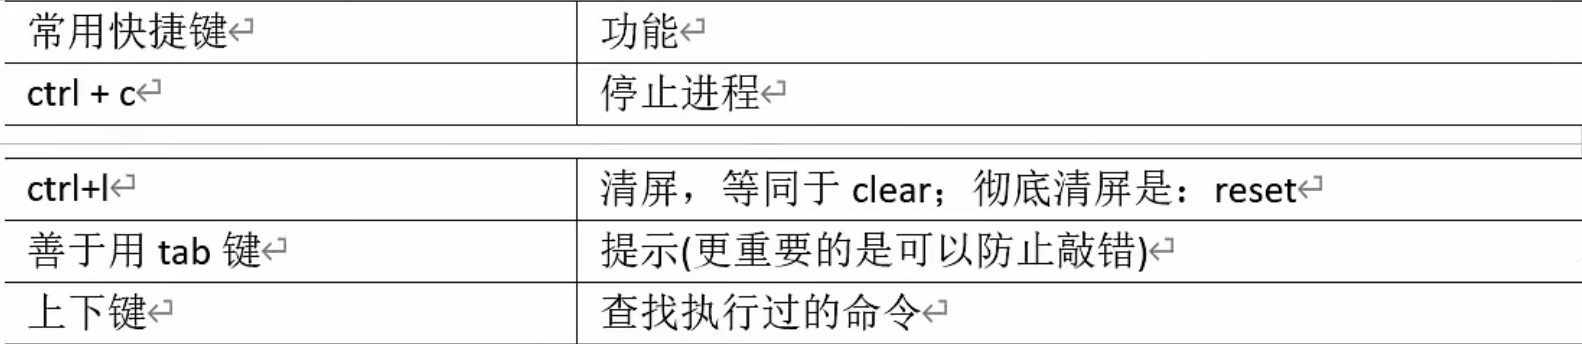 常用快捷键 功能
ctrl + c 停止进程
ctrl+l 清屏，等同于 clear；彻底清屏是：reset
善于用 tab 键 提示(更重要的是可以防止敲错)
上下键 查找执行过的命令